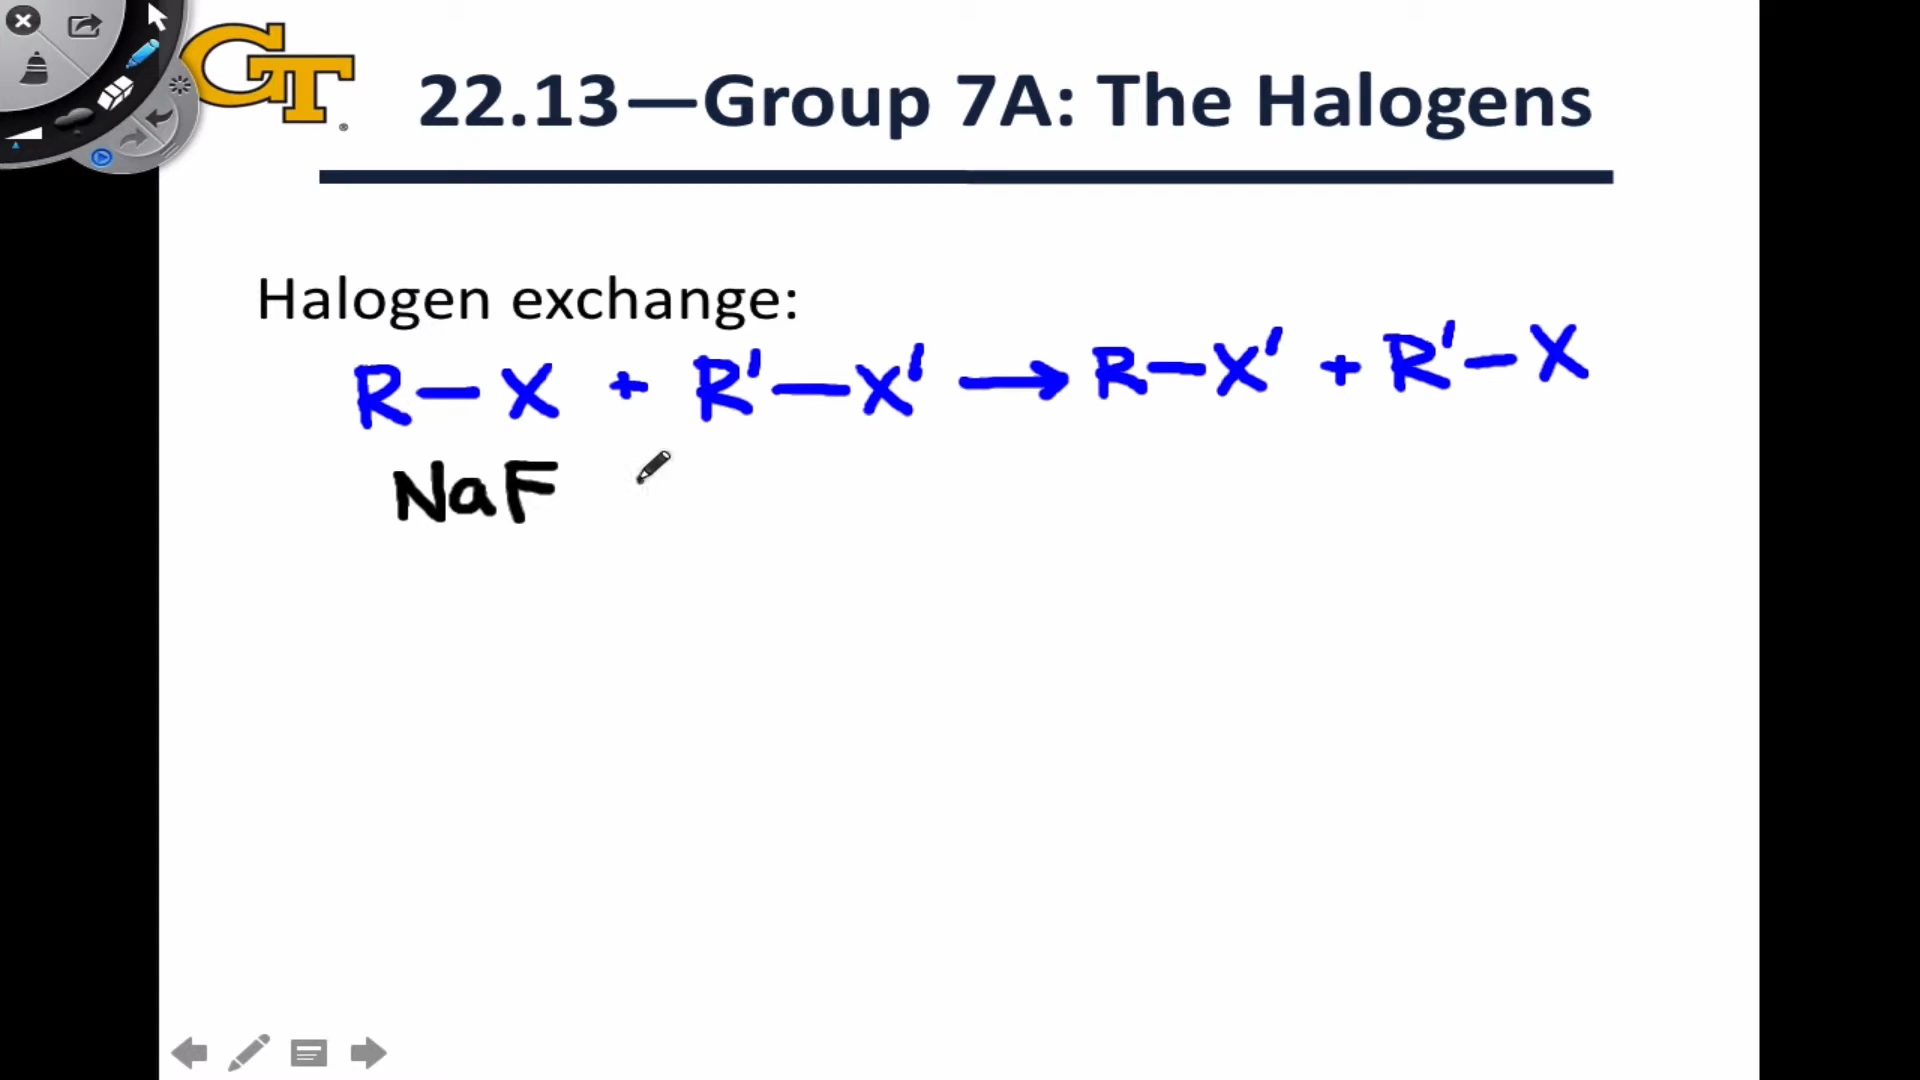 GT
22.13—Group 7A: The Halogens
Halogen exchange:
R—X + R'—X' → R—X' + R'—X
NaF